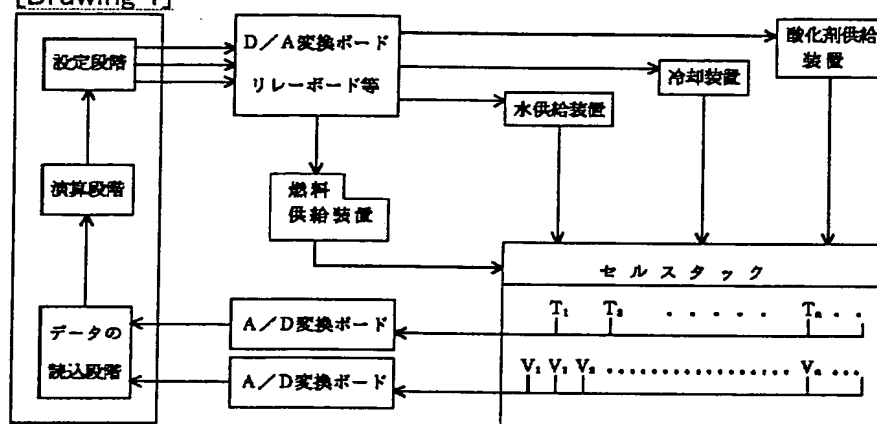 [Drawing 1]
設定段階
D/A変換ボード
リレーボード等
酸化剤供給
装置
冷却装置
水供給装置
演算段階
燃料
供給装置
セルスタック
データの
読込段階
A/D変換ボード
A/D変換ボード
T₁ T₂ ・・・・・ Tₙ ・・
V₁ V₂ V₃ ・・・・・・・・・・・・・・・・ Vₙ ・・・